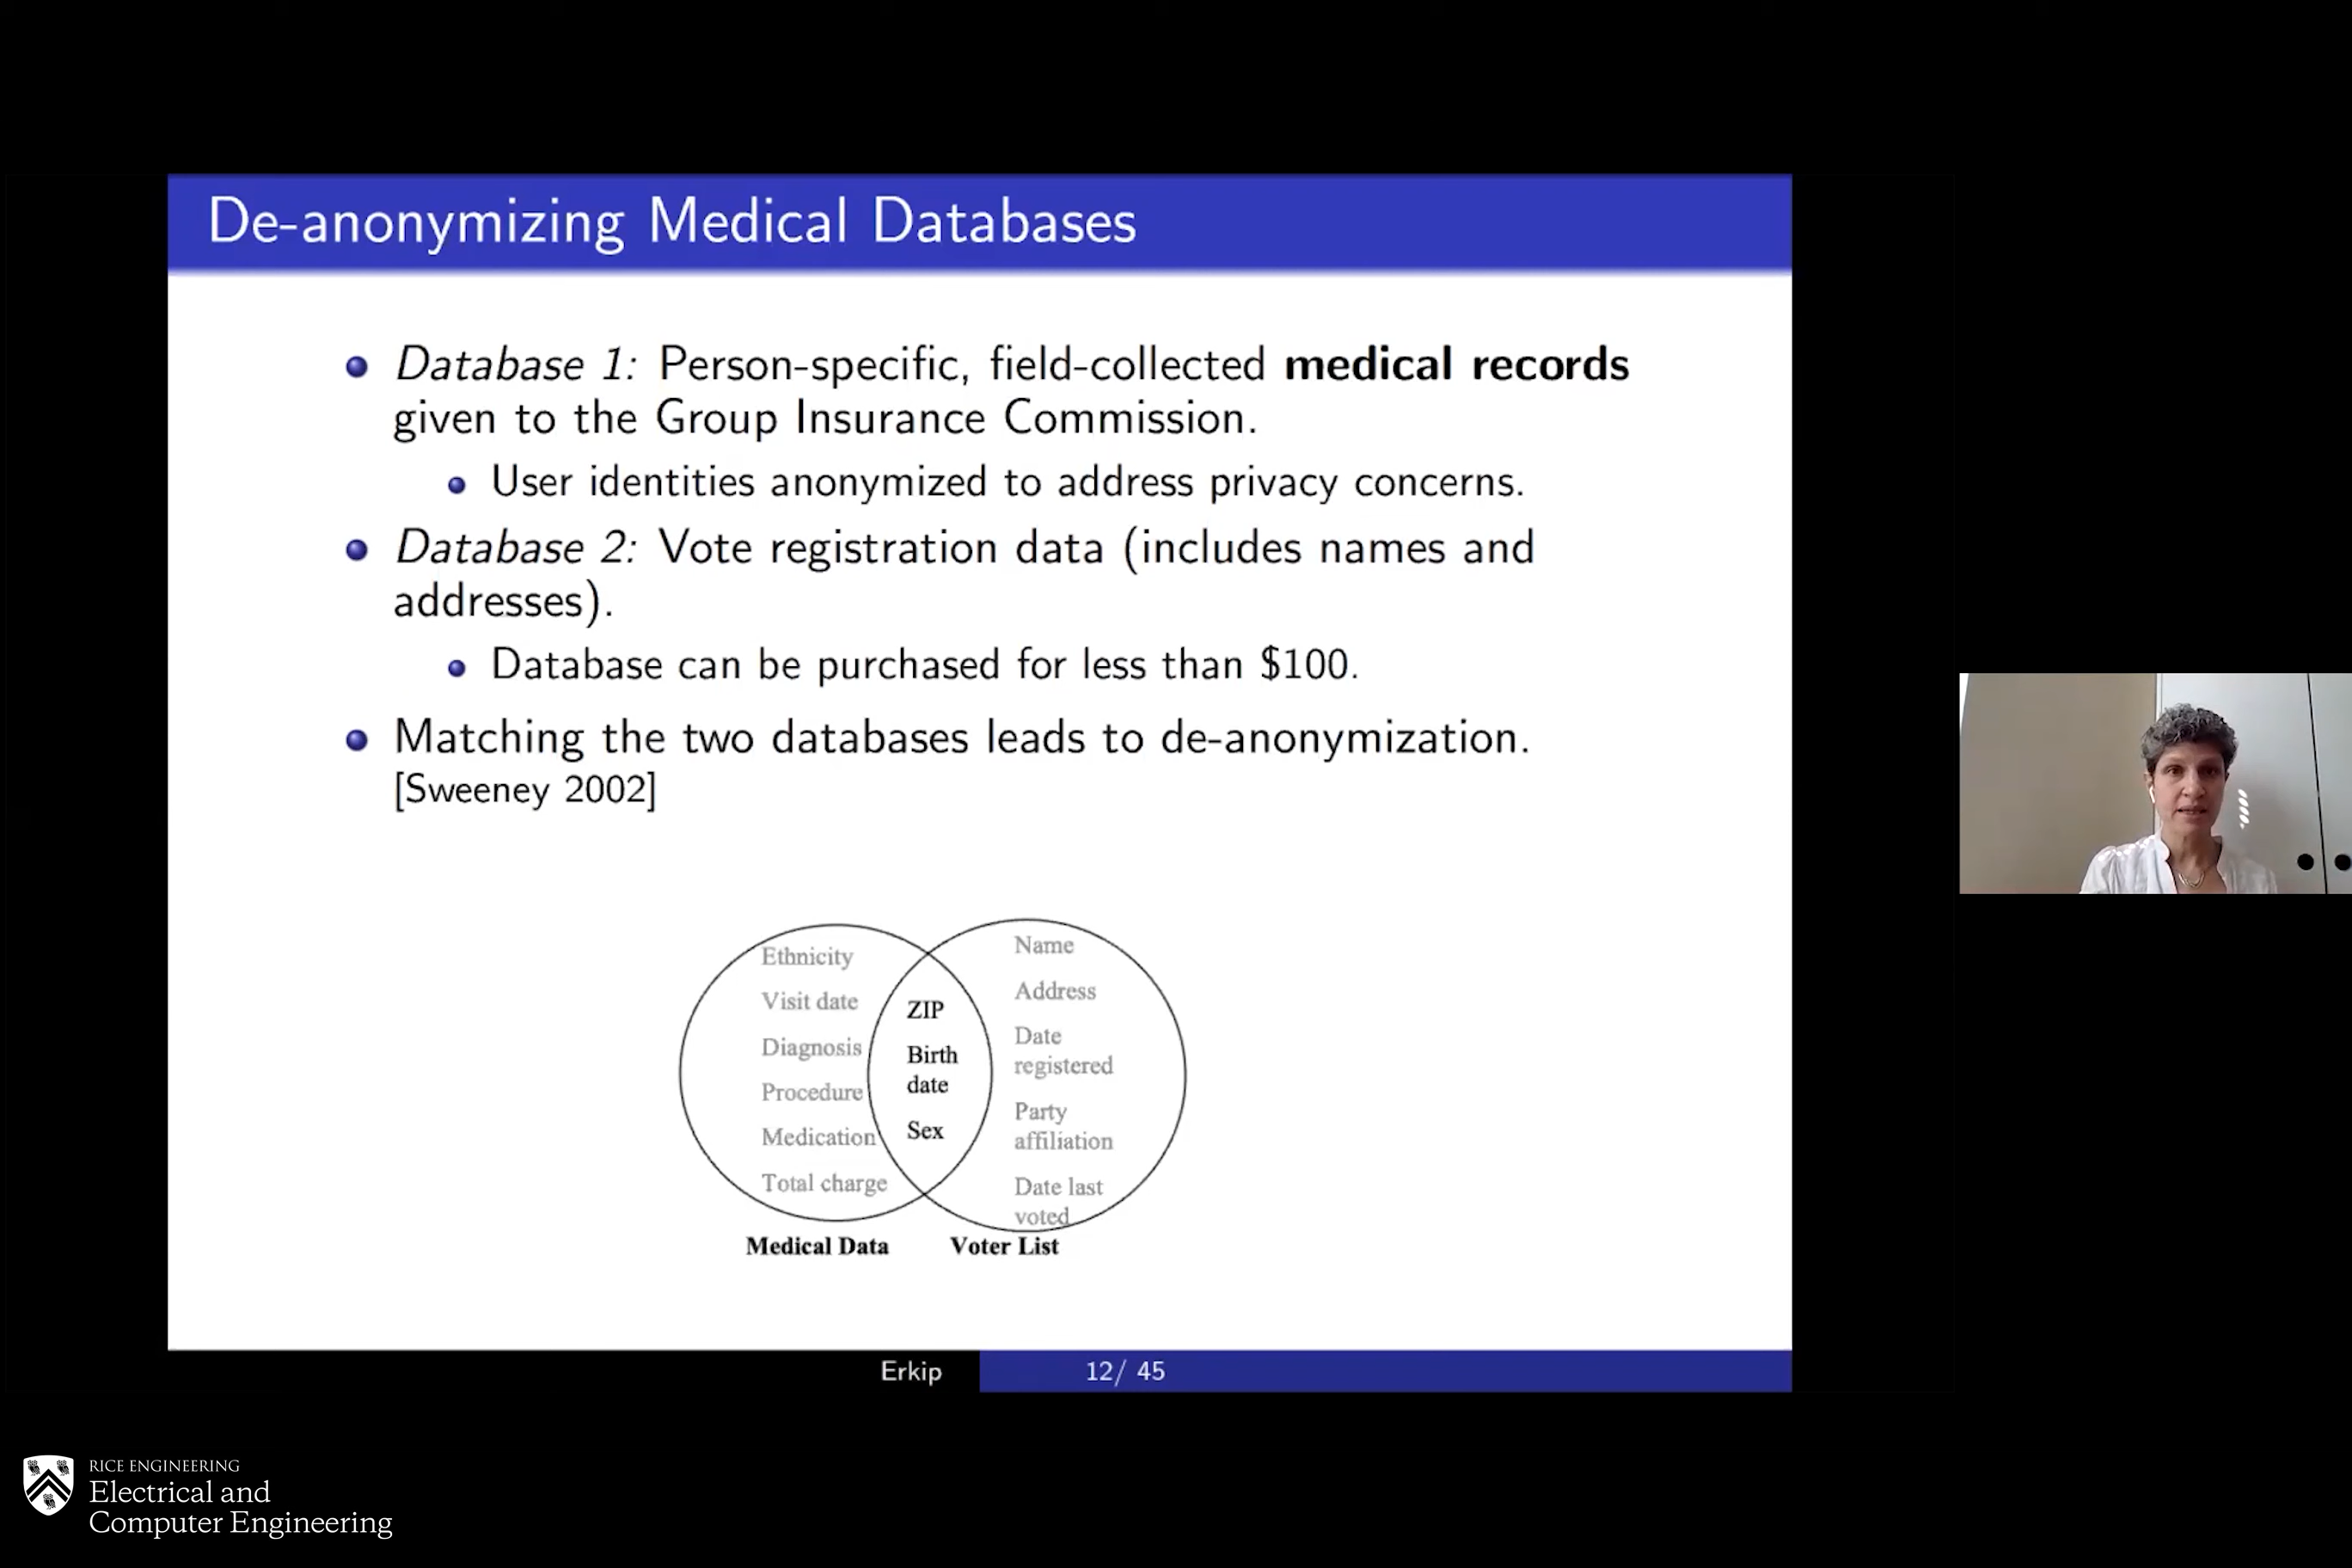 De-anonymizing Medical Databases
Database 1: Person-specific, field-collected medical records
given to the Group Insurance Commission.
User identities anonymized to address privacy concerns.
Database 2: Vote registration data (includes names and
addresses).
Database can be purchased for less than $100.
Matching the two databases leads to de-anonymization.
[Sweeney 2002]
Ethnicity
Visit date
Diagnosis
Procedure
Medication
Total charge
ZIP
Birth
date
Sex
Name
Address
Date
registered
Party
affiliation
Date last
voted
Medical Data
Voter List
Erkip
12/ 45
RICE ENGINEERING
Electrical and
Computer Engineering